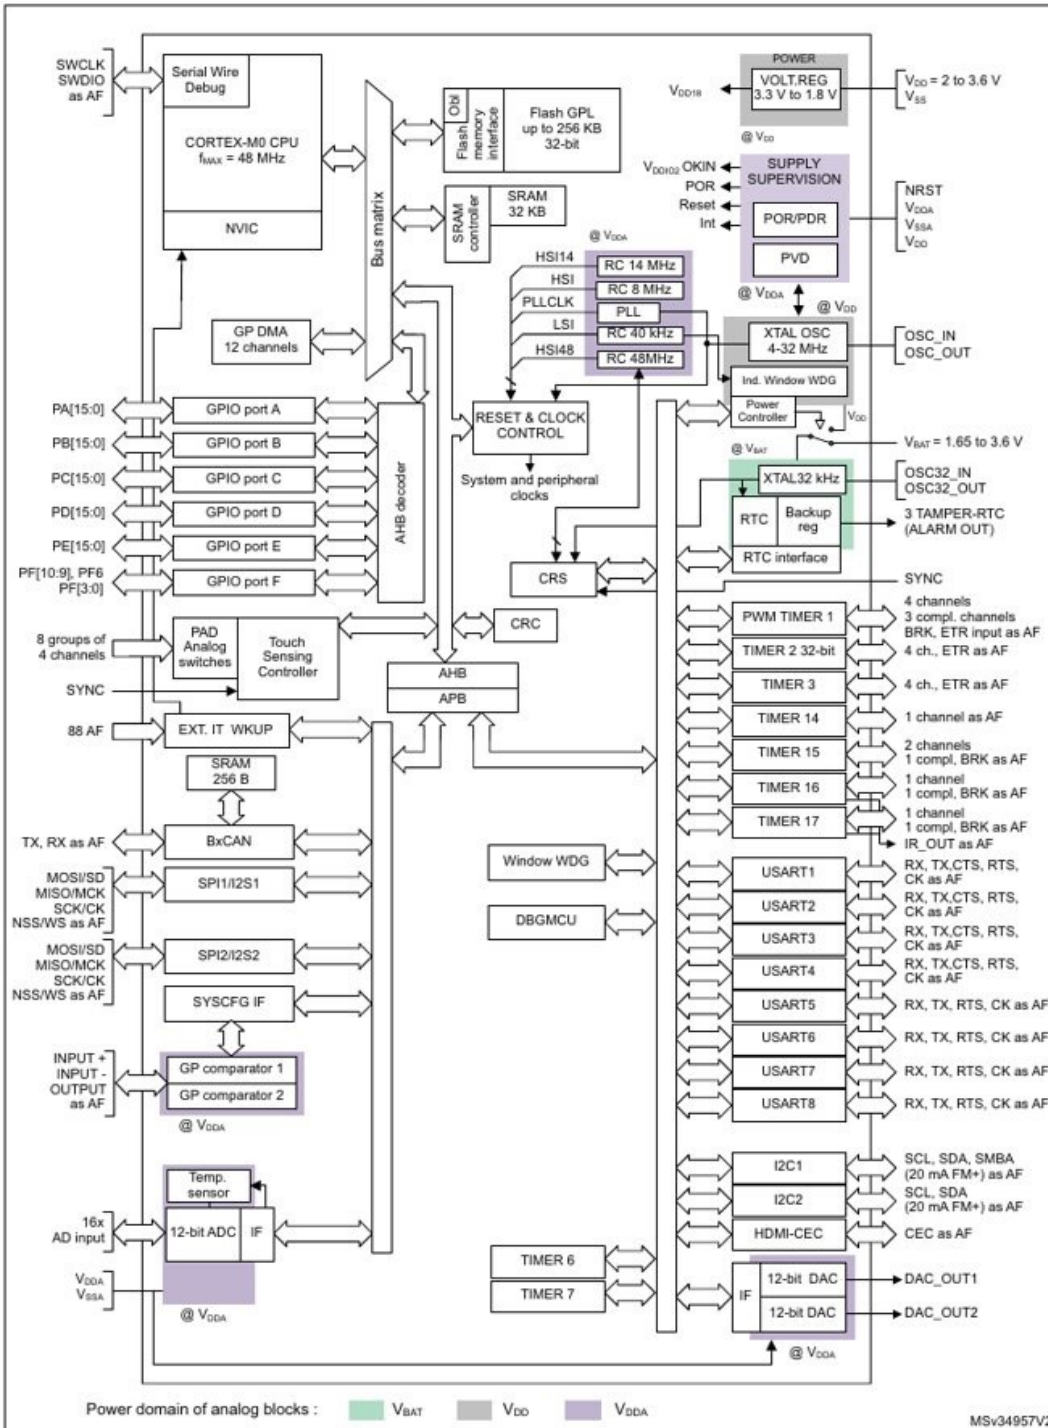 SWCLK
SWDIO
as AF
Serial Wire
Debug
CORTEX-M0 CPU
fMAX = 48 MHz
NVIC
Bus matrix
Obl
Flash
memory
interface
Flash GPL
up to 256 KB
32-bit
SRAM
controller
SRAM
32 KB
POWER
VOLT.REG
3.3 V to 1.8 V
VDD18
VDD = 2 to 3.6 V
VSS
@ VDD
SUPPLY
SUPERVISION
VDDIO2 OKIN
POR
Reset
Int
POR/PDR
PVD
NRST
VDDA
VSSA
VDD
@ VDDA
@ VDD
@ VDDA
HSI14
HSI
PLLCLK
LSI
HSI48
RC 14 MHz
RC 8 MHz
PLL
RC 40 kHz
RC 48MHz
XTAL OSC
4-32 MHz
OSC_IN
OSC_OUT
Ind. Window WDG
Power
Controller
VDD
VBAT = 1.65 to 3.6 V
@ VBAT
XTAL32 kHz
OSC32_IN
OSC32_OUT
RTC
Backup
reg
RTC interface
3 TAMPER-RTC
(ALARM OUT)
GP DMA
12 channels
RESET & CLOCK
CONTROL
System and peripheral
clocks
PA[15:0]
GPIO port A
PB[15:0]
GPIO port B
PC[15:0]
GPIO port C
PD[15:0]
GPIO port D
PE[15:0]
GPIO port E
PF[10:9], PF6
PF[3:0]
GPIO port F
AHB decoder
CRS
SYNC
8 groups of
4 channels
PAD
Analog
switches
Touch
Sensing
Controller
SYNC
CRC
AHB
APB
88 AF
EXT. IT WKUP
SRAM
256 B
TX, RX as AF
BxCAN
MOSI/SD
MISO/MCK
SCK/CK
NSS/WS as AF
SPI1/I2S1
MOSI/SD
MISO/MCK
SCK/CK
NSS/WS as AF
SPI2/I2S2
SYSCFG IF
INPUT +
INPUT -
OUTPUT
as AF
GP comparator 1
GP comparator 2
@ VDDA
Temp.
sensor
16x
AD input
12-bit ADC
IF
VDDA
VSSA
@ VDDA
Window WDG
DBGMCU
TIMER 6
TIMER 7
PWM TIMER 1
4 channels
3 compl. channels
BRK, ETR input as AF
TIMER 2 32-bit
4 ch., ETR as AF
TIMER 3
4 ch., ETR as AF
TIMER 14
1 channel as AF
TIMER 15
2 channels
1 compl, BRK as AF
TIMER 16
1 channel
1 compl, BRK as AF
TIMER 17
1 channel
1 compl, BRK as AF
IR_OUT as AF
USART1
RX, TX,CTS, RTS,
CK as AF
USART2
RX, TX,CTS, RTS,
CK as AF
USART3
RX, TX,CTS, RTS,
CK as AF
USART4
RX, TX,CTS, RTS,
CK as AF
USART5
RX, TX, RTS, CK as AF
USART6
RX, TX, RTS, CK as AF
USART7
RX, TX, RTS, CK as AF
USART8
RX, TX, RTS, CK as AF
I2C1
SCL, SDA, SMBA
(20 mA FM+) as AF
I2C2
SCL, SDA
(20 mA FM+) as AF
HDMI-CEC
CEC as AF
IF
12-bit DAC
DAC_OUT1
12-bit DAC
DAC_OUT2
@ VDDA
Power domain of analog blocks :
VBAT
VDD
VDDA
MSv34957V2